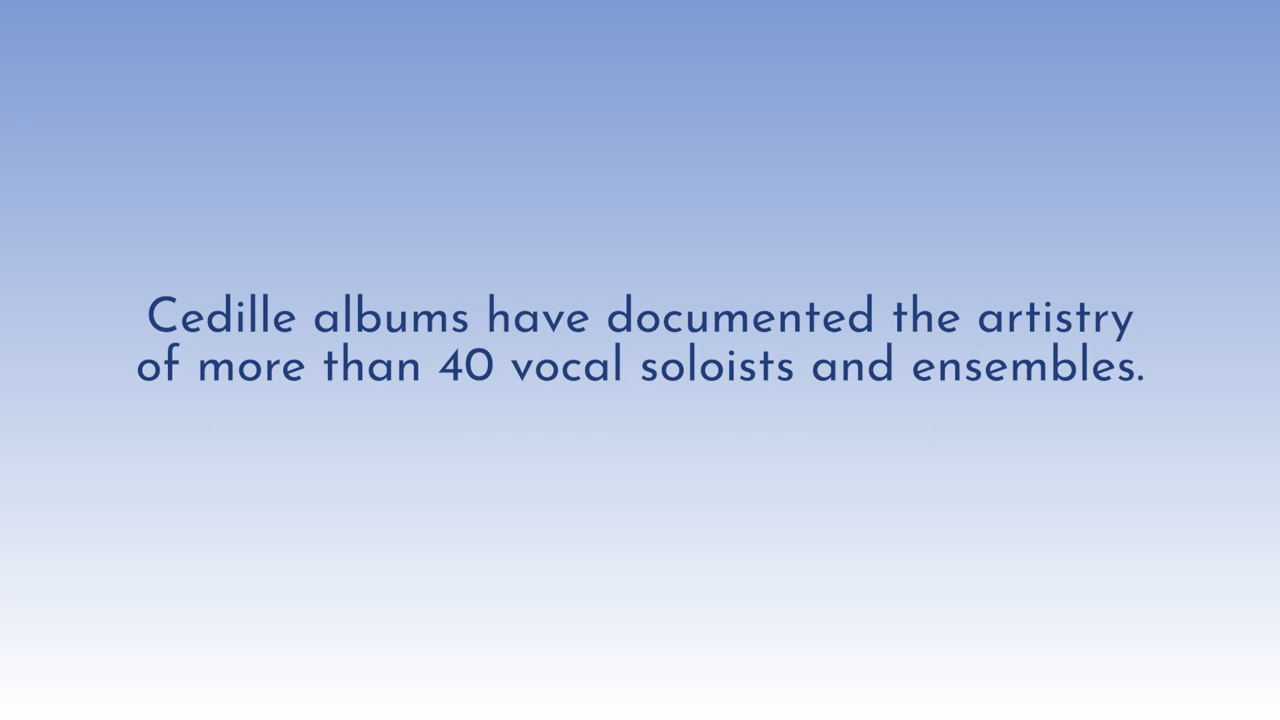 Cedille albums have documented the artistry
of more than 40 vocal soloists and ensembles.